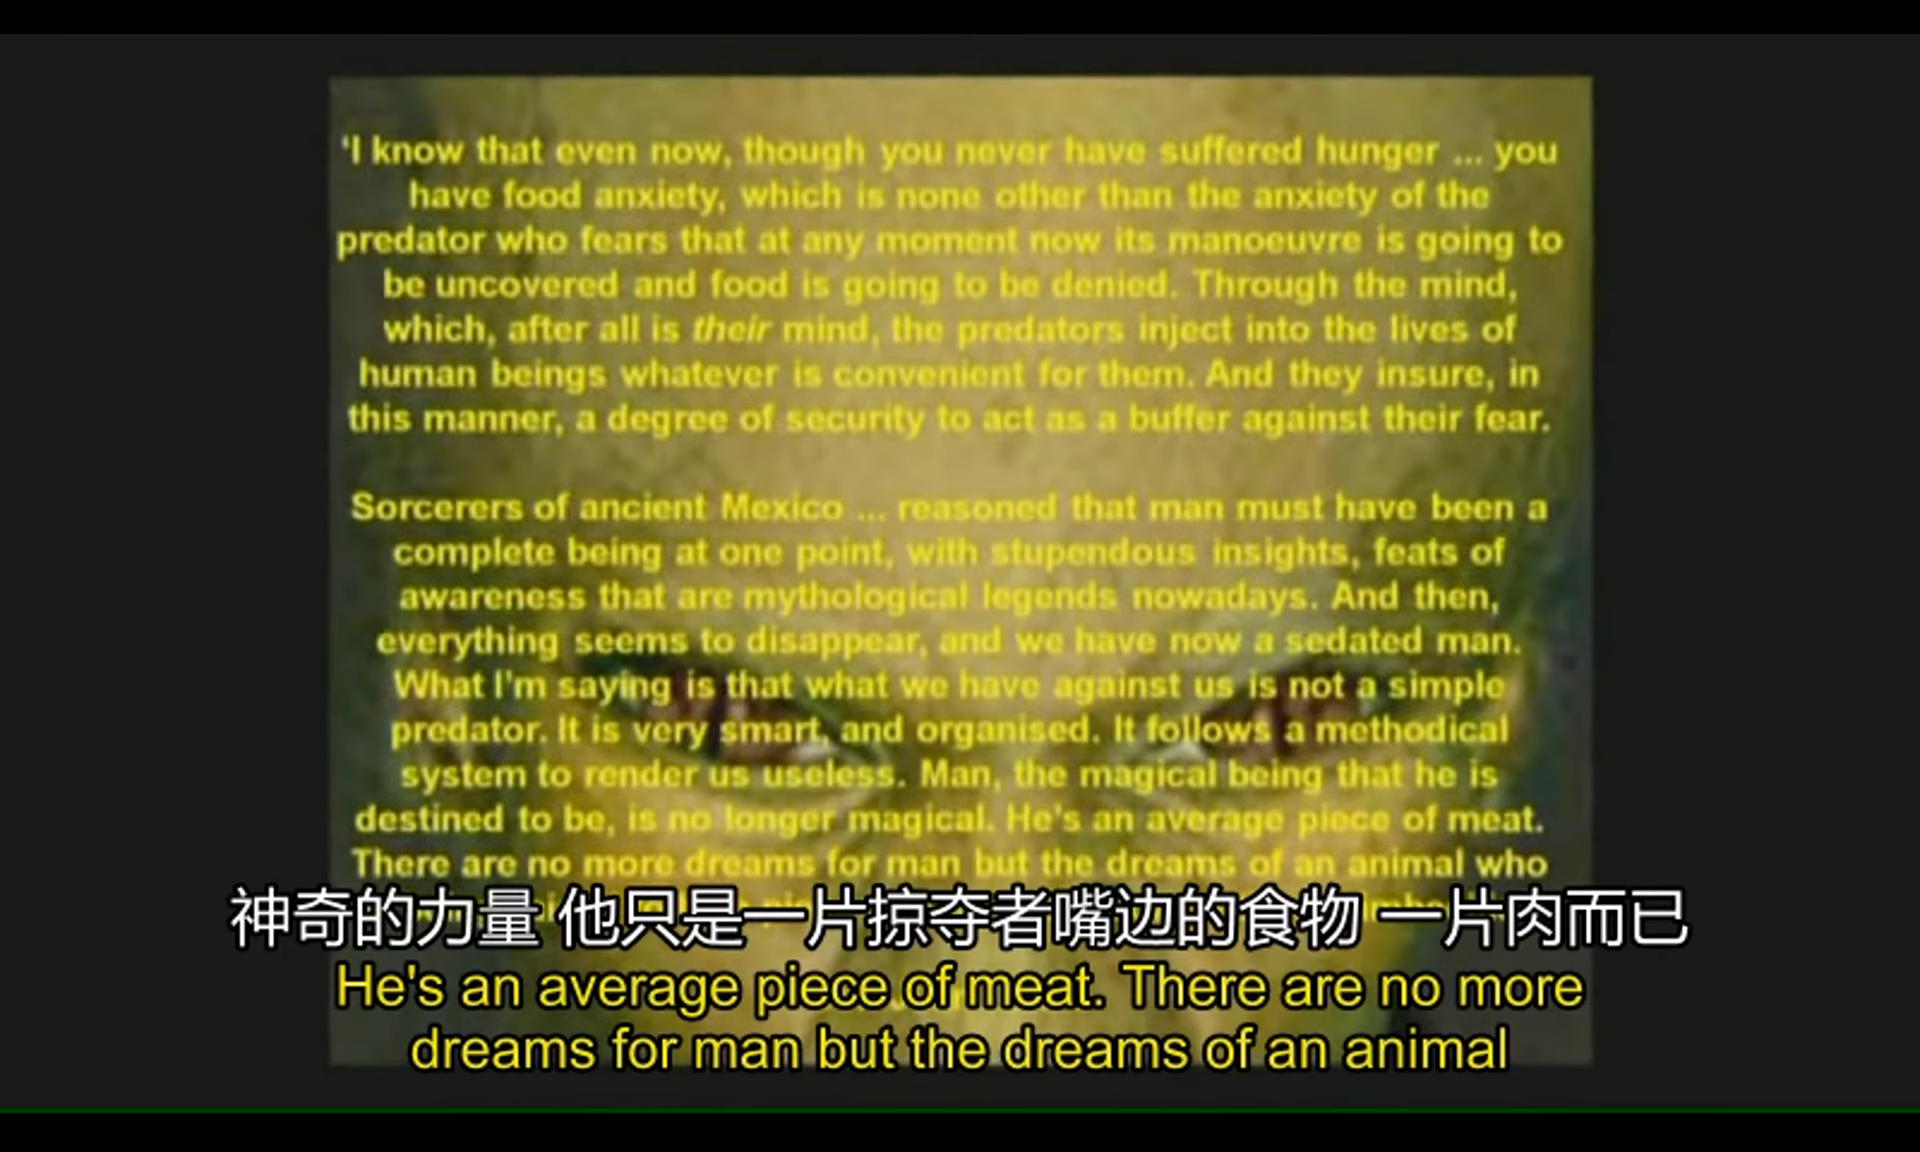 'I know that even now, though you never have suffered hunger ... you
have food anxiety, which is none other than the anxiety of the
predator who fears that at any moment now its manoeuvre is going to
be uncovered and food is going to be denied. Through the mind,
which, after all is their mind, the predators inject into the lives of
human beings whatever is convenient for them. And they insure, in
this manner, a degree of security to act as a buffer against their fear.
Sorcerers of ancient Mexico ... reasoned that man must have been a
complete being at one point, with stupendous insights, feats of
awareness that are mythological legends nowadays. And then,
everything seems to disappear, and we have now a sedated man.
What I'm saying is that what we have against us is not a simple
predator. It is very smart, and organised. It follows a methodical
system to render us useless. Man, the magical being that he is
destined to be, is no longer magical. He's an average piece of meat.
There are no more dreams for man but the dreams of an animal who
神奇的力量 他只是一片掠夺者嘴边的食物 一片肉而已
He's an average piece of meat. There are no more
dreams for man but the dreams of an animal